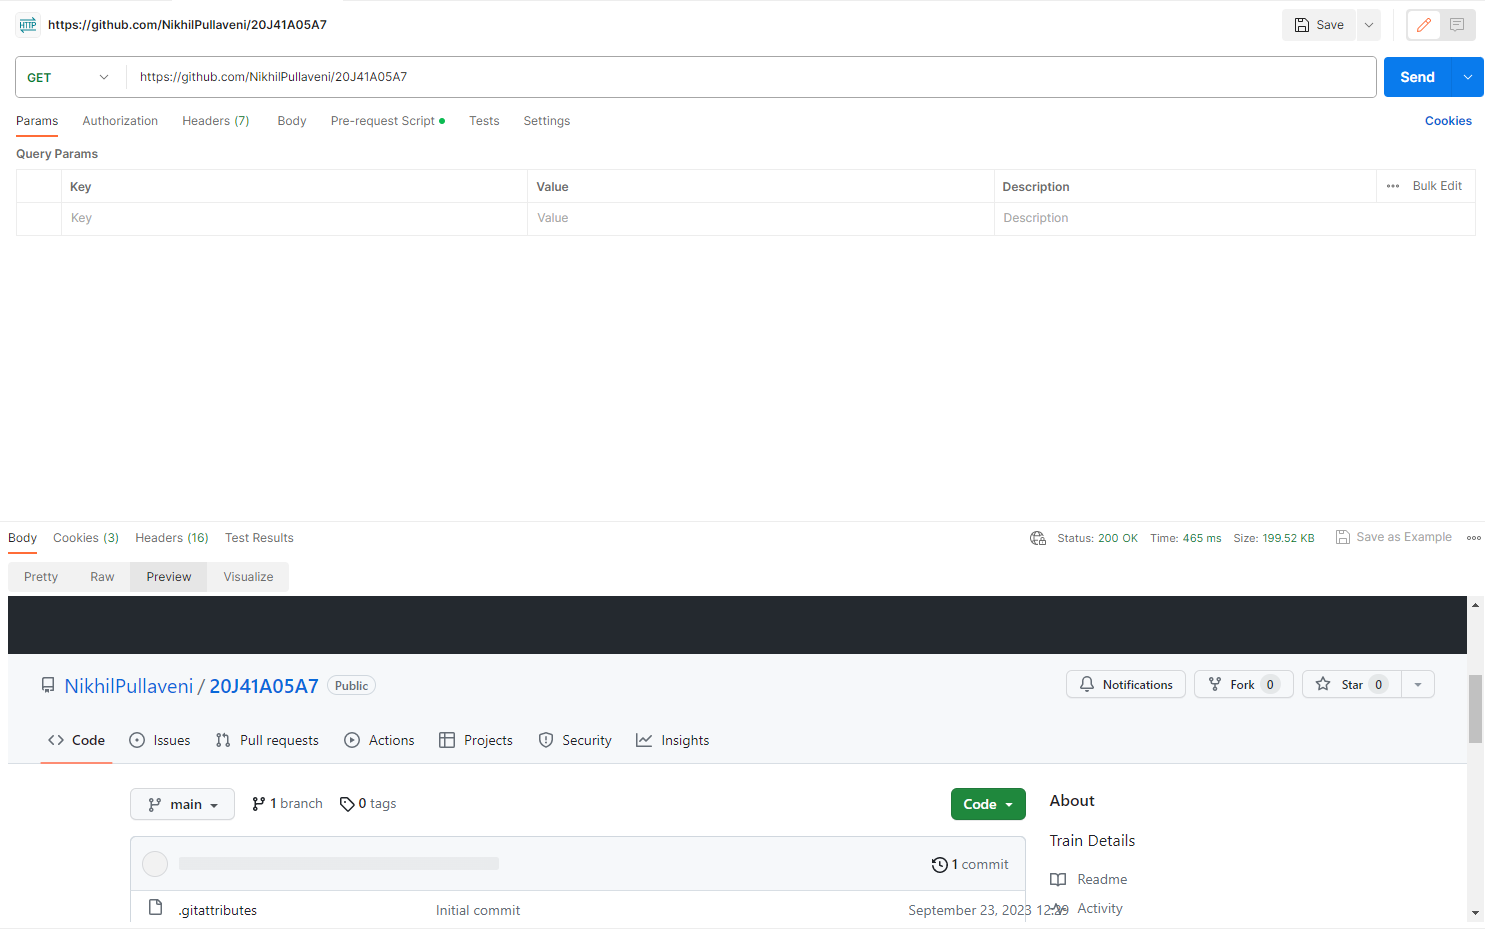 HTTP https://github.com/NikhilPullaveni/20J41A05A7 Save
GET https://github.com/NikhilPullaveni/20J41A05A7 Send
Params Authorization Headers (7) Body Pre-request Script Tests Settings Cookies
Query Params
Key Value Description ••• Bulk Edit
Key Value Description
Body Cookies (3) Headers (16) Test Results Status: 200 OK Time: 465 ms Size: 199.52 KB Save as Example
Pretty Raw Preview Visualize
NikhilPullaveni / 20J41A05A7 Public Notifications Fork 0 Star 0
Code Issues Pull requests Actions Projects Security Insights
main 1 branch 0 tags Code About
Train Details
1 commit Readme
.gitattributes Initial commit September 23, 2023 12:29 Activity